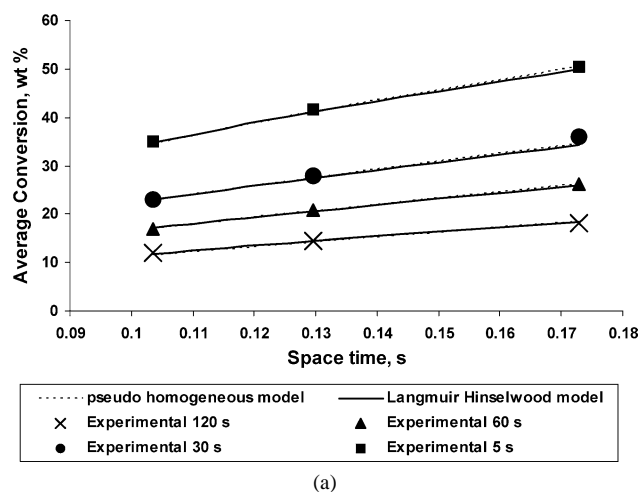 60
50
40
30
20
10
0
Average Conversion, wt %
0.09 0.1 0.11 0.12 0.13 0.14 0.15 0.16 0.17 0.18
Space time, s
pseudo homogeneous model Langmuir Hinselwood model
Experimental 120 s Experimental 60 s
Experimental 30 s Experimental 5 s
(a)